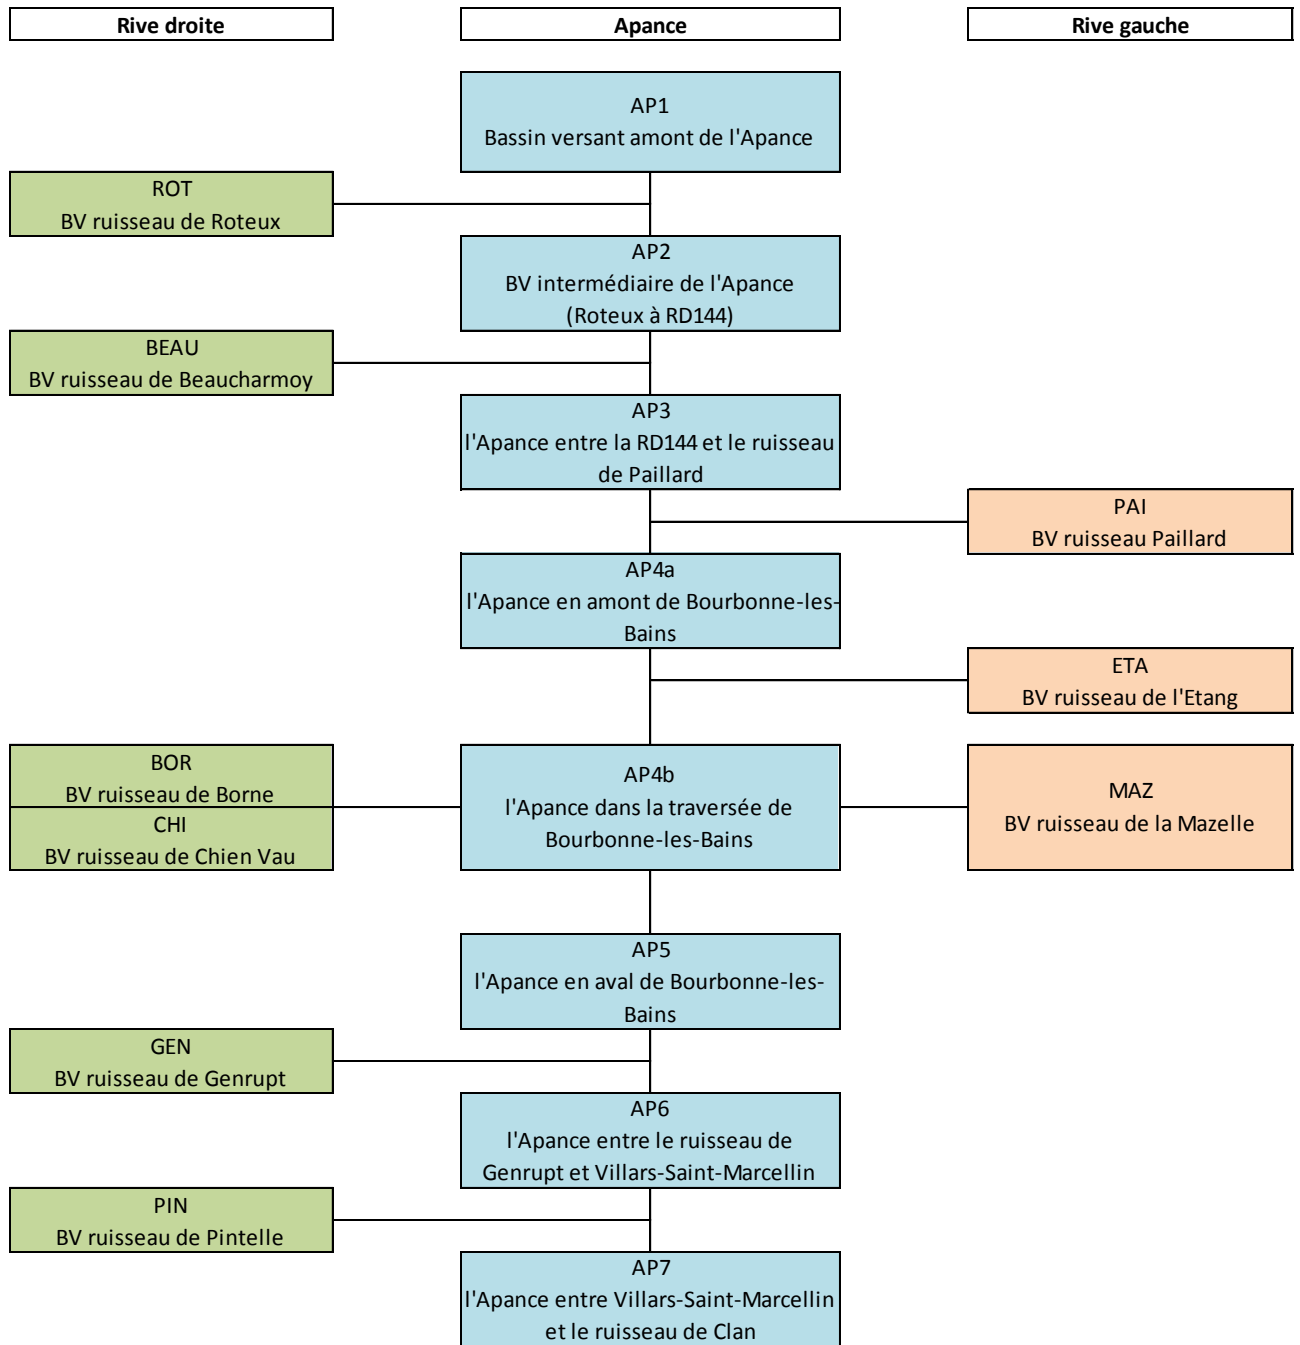 Rive droite
Apance
Rive gauche
AP1
Bassin versant amont de l'Apance
ROT
BV ruisseau de Roteux
AP2
BV intermédiaire de l'Apance
(Roteux à RD144)
BEAU
BV ruisseau de Beaucharmoy
AP3
l'Apance entre la RD144 et le ruisseau
de Paillard
PAI
BV ruisseau Paillard
AP4a
l'Apance en amont de Bourbonne-les-
Bains
ETA
BV ruisseau de l'Etang
BOR
BV ruisseau de Borne
CHI
BV ruisseau de Chien Vau
AP4b
l'Apance dans la traversée de
Bourbonne-les-Bains
MAZ
BV ruisseau de la Mazelle
AP5
l'Apance en aval de Bourbonne-les-
Bains
GEN
BV ruisseau de Genrupt
AP6
l'Apance entre le ruisseau de
Genrupt et Villars-Saint-Marcellin
PIN
BV ruisseau de Pintelle
AP7
l'Apance entre Villars-Saint-Marcellin
et le ruisseau de Clan